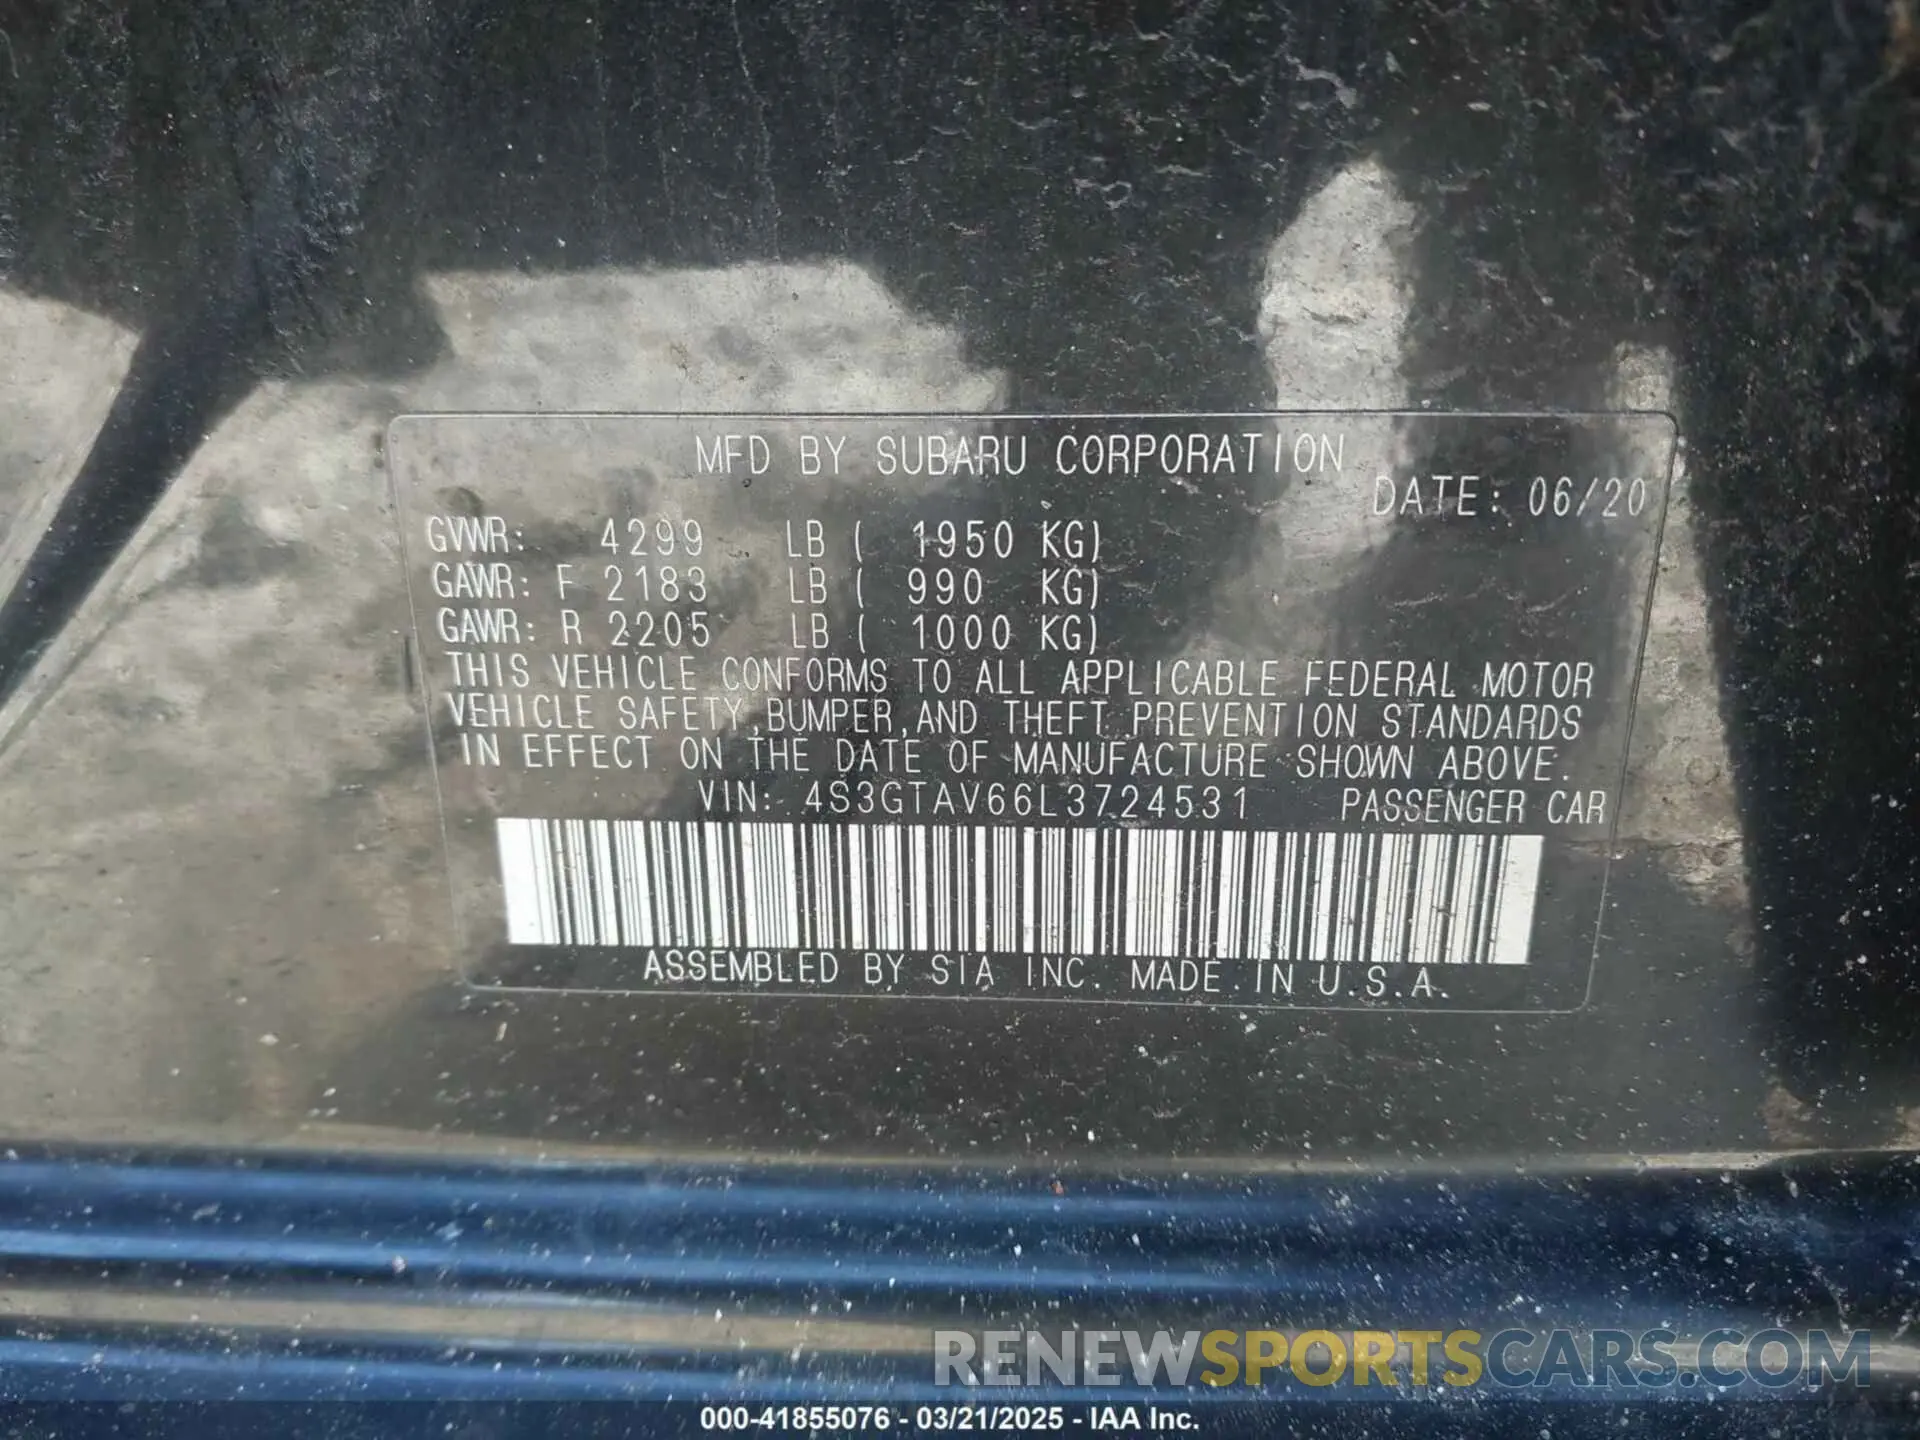 MFD BY SUBARU CORPORATION
DATE: 06/20
GVWR: 4299 LB ( 1950 KG)
GAWR: F 2183 LB ( 990 KG)
GAWR: R 2205 LB ( 1000 KG)
THIS VEHICLE CONFORMS TO ALL APPLICABLE FEDERAL MOTOR
VEHICLE SAFETY, BUMPER, AND THEFT PREVENTION STANDARDS
IN EFFECT ON THE DATE OF MANUFACTURE SHOWN ABOVE.
VIN: 4S3GTAV66L3724531 PASSENGER CAR
ASSEMBLED BY SIA INC. MADE IN U.S.A.
RENEWSPORTSCARS.COM
000-41855076 - 03/21/2025 - IAA Inc.